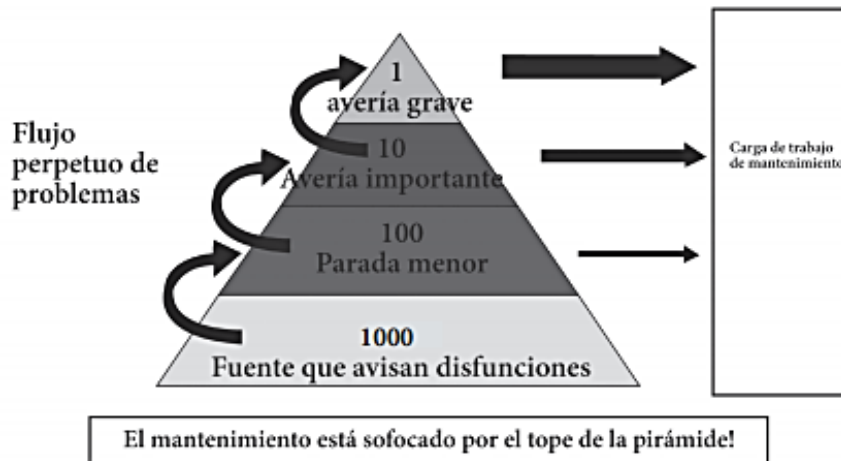 1
avería grave
Flujo
perpetuo de
problemas
10
Avería importante
Carga de trabajo
de mantenimiento
100
Parada menor
1000
Fuente que avisan disfunciones
El mantenimiento está sofocado por el tope de la pirámide!